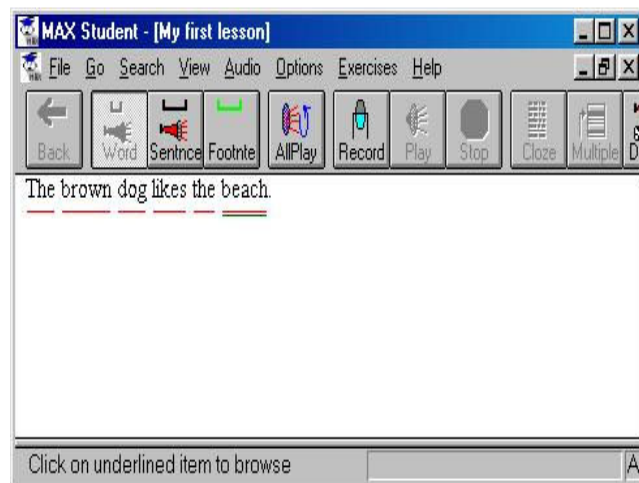 MAX Student - [My first lesson]
File Go Search View Audio Options Exercises Help
Back Word Sentnce Footnte AllPlay Record Play Stop Cloze Multiple
The brown dog likes the beach.
Click on underlined item to browse